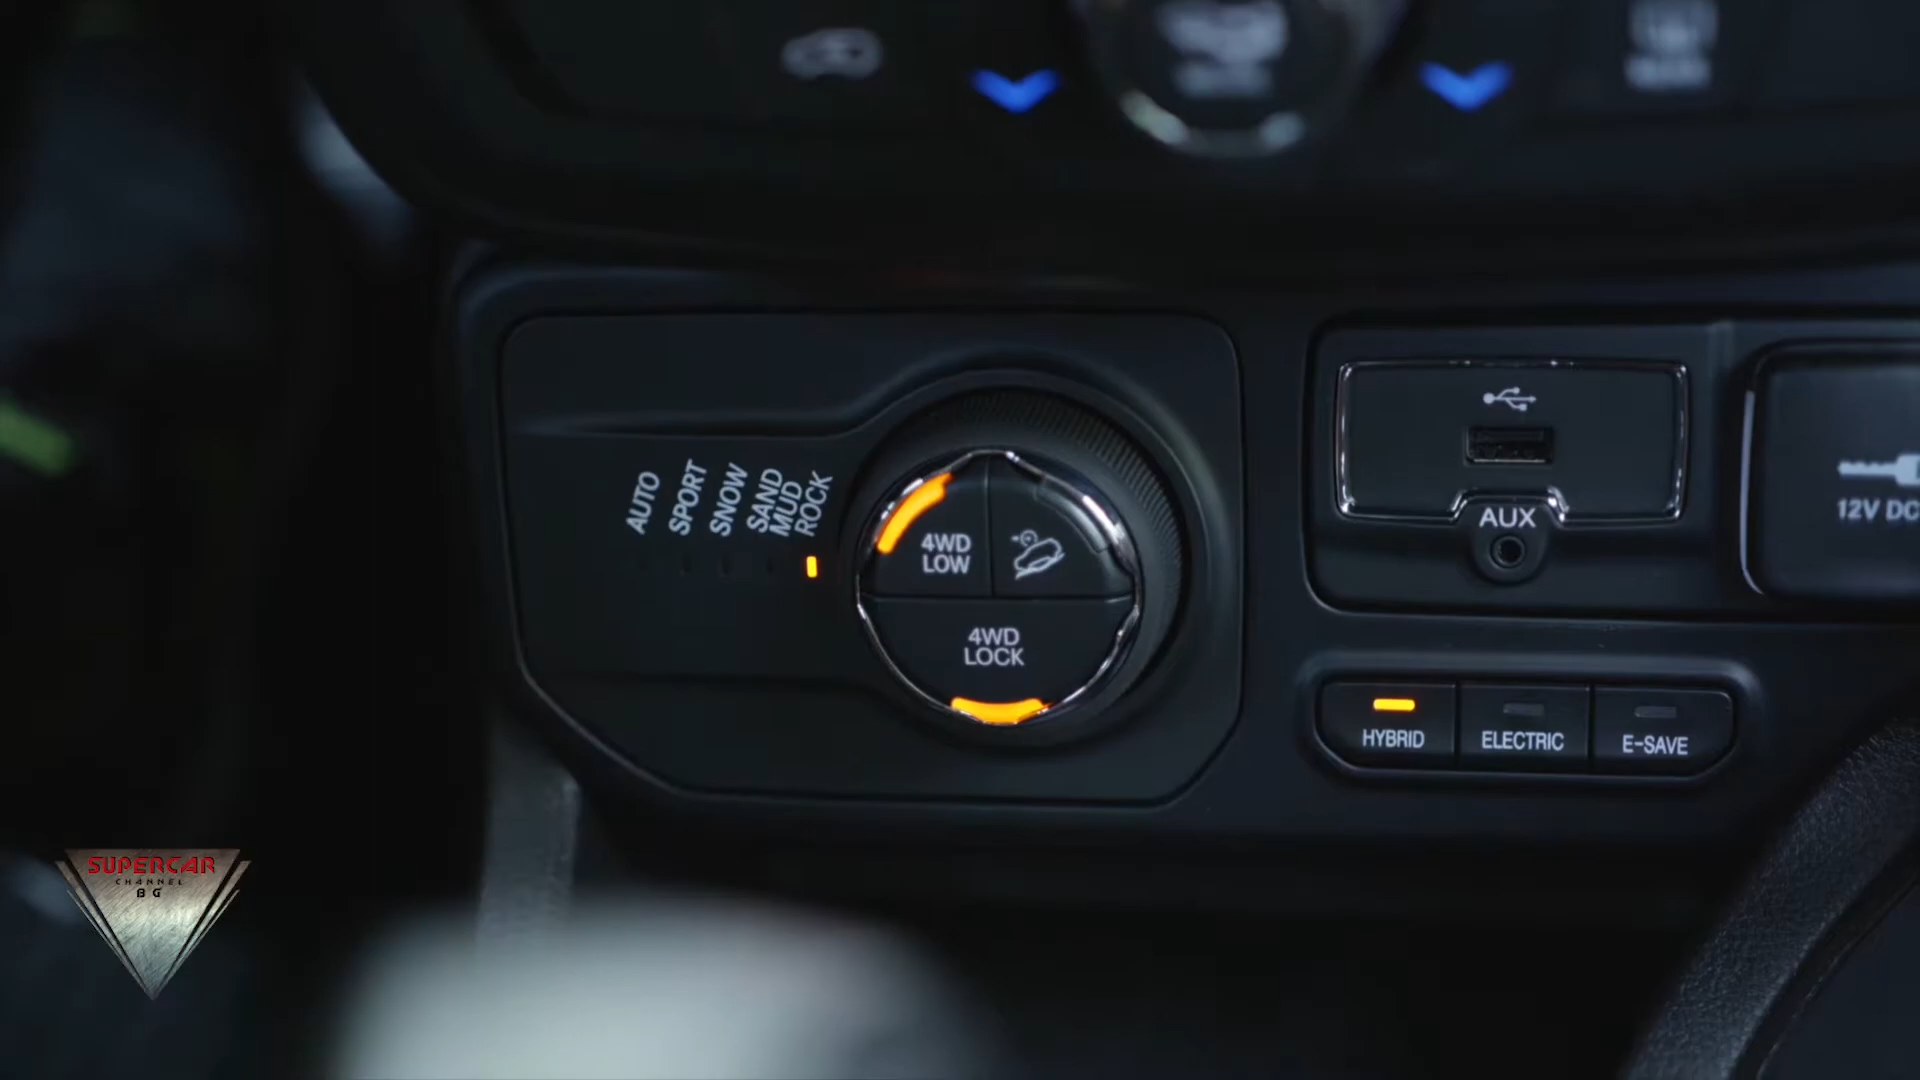 AUTO
SPORT
SNOW
SAND
MUD
ROCK
4WD
LOW
4WD
LOCK
AUX
12V DC
HYBRID
ELECTRIC
E-SAVE
SUPERCAR
CHANNEL
BG